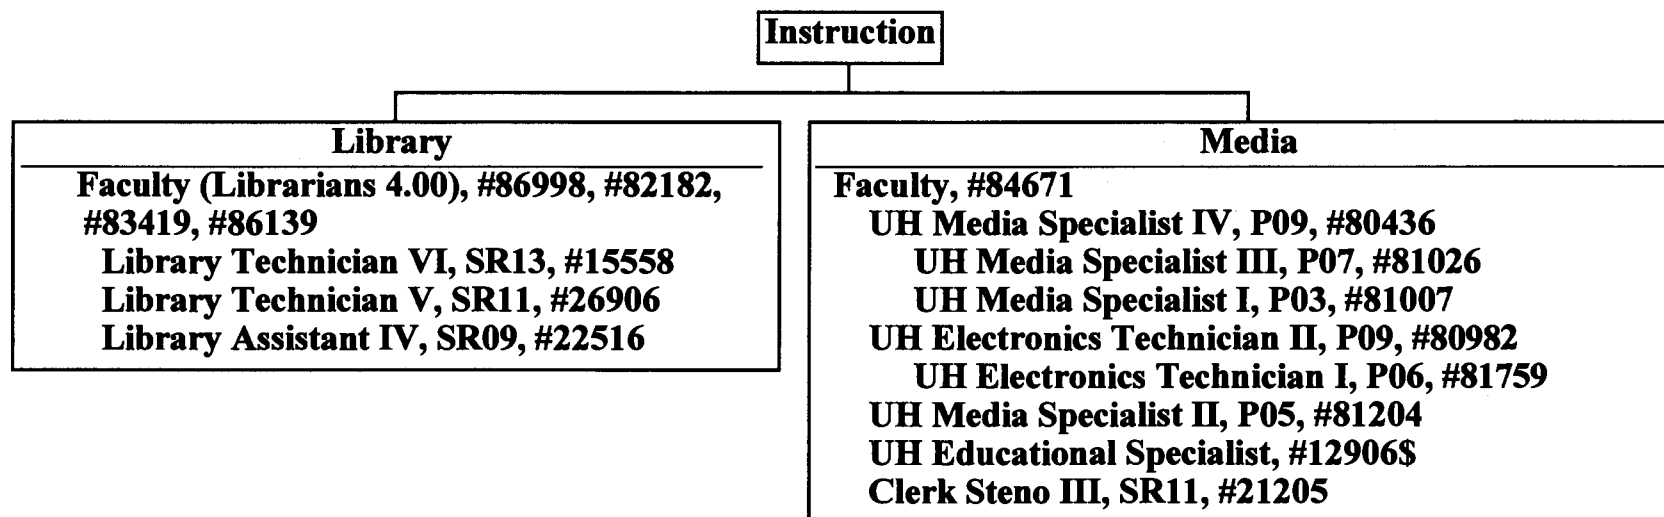 Instruction
Library
Faculty (Librarians 4.00), #86998, #82182,
#83419, #86139
Library Technician VI, SR13, #15558
Library Technician V, SR11, #26906
Library Assistant IV, SR09, #22516
Media
Faculty, #84671
UH Media Specialist IV, P09, #80436
UH Media Specialist III, P07, #81026
UH Media Specialist I, P03, #81007
UH Electronics Technician II, P09, #80982
UH Electronics Technician I, P06, #81759
UH Media Specialist II, P05, #81204
UH Educational Specialist, #12906$
Clerk Steno III, SR11, #21205